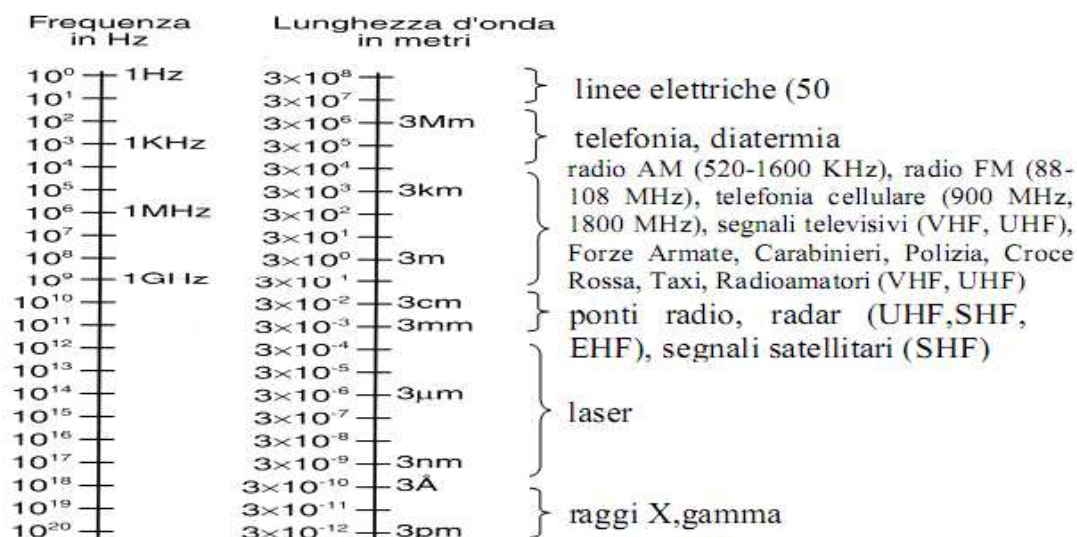 Frequenza
in Hz
Lunghezza d'onda
in metri
10⁰ 1Hz
10¹
10²
10³ 1KHz
10⁴
10⁵
10⁶ 1MHz
10⁷
10⁸
10⁹ 1GHz
10¹⁰
10¹¹
10¹²
10¹³
10¹⁴
10¹⁵
10¹⁶
10¹⁷
10¹⁸
10¹⁹
10²⁰
3×10⁸
3×10⁷
3×10⁶ 3Mm
3×10⁵
3×10⁴
3×10³ 3km
3×10²
3×10¹
3×10⁰ 3m
3×10 ¹
3×10⁻² 3cm
3×10⁻³ 3mm
3×10⁻⁴
3×10⁻⁵
3×10⁻⁶ 3µm
3×10⁻⁷
3×10⁻⁸
3×10⁻⁹ 3nm
3×10⁻¹⁰ 3Å
3×10⁻¹¹
3×10⁻¹² 3pm
linee elettriche (50
telefonia, diatermia
radio AM (520-1600 KHz), radio FM (88-
108 MHz), telefonia cellulare (900 MHz,
1800 MHz), segnali televisivi (VHF, UHF),
Forze Armate, Carabinieri, Polizia, Croce
Rossa, Taxi, Radioamatori (VHF, UHF)
ponti radio, radar (UHF,SHF,
EHF), segnali satellitari (SHF)
laser
raggi X,gamma